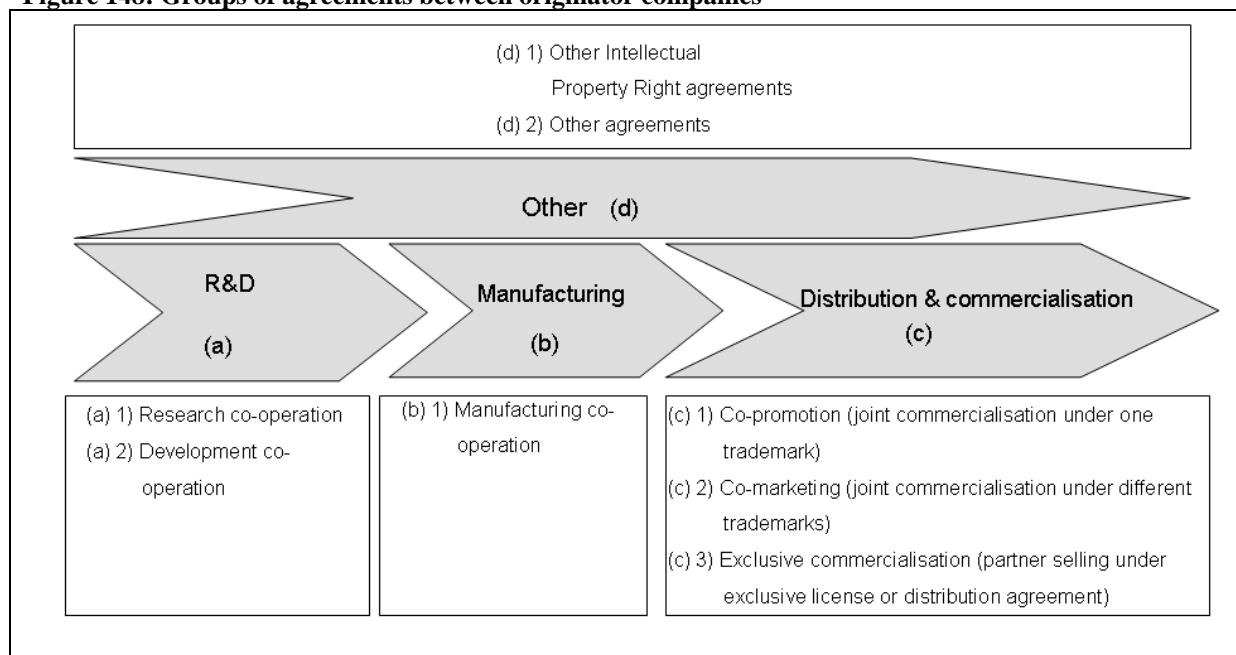 Figure 148: Groups of agreements between originator companies
(d) 1) Other Intellectual
Property Right agreements
(d) 2) Other agreements
Other (d)
R&D
(a)
Manufacturing
(b)
Distribution & commercialisation
(c)
(a) 1) Research co-operation
(a) 2) Development co-
operation
(b) 1) Manufacturing co-
operation
(c) 1) Co-promotion (joint commercialisation under one
trademark)
(c) 2) Co-marketing (joint commercialisation under different
trademarks)
(c) 3) Exclusive commercialisation (partner selling under
exclusive license or distribution agreement)